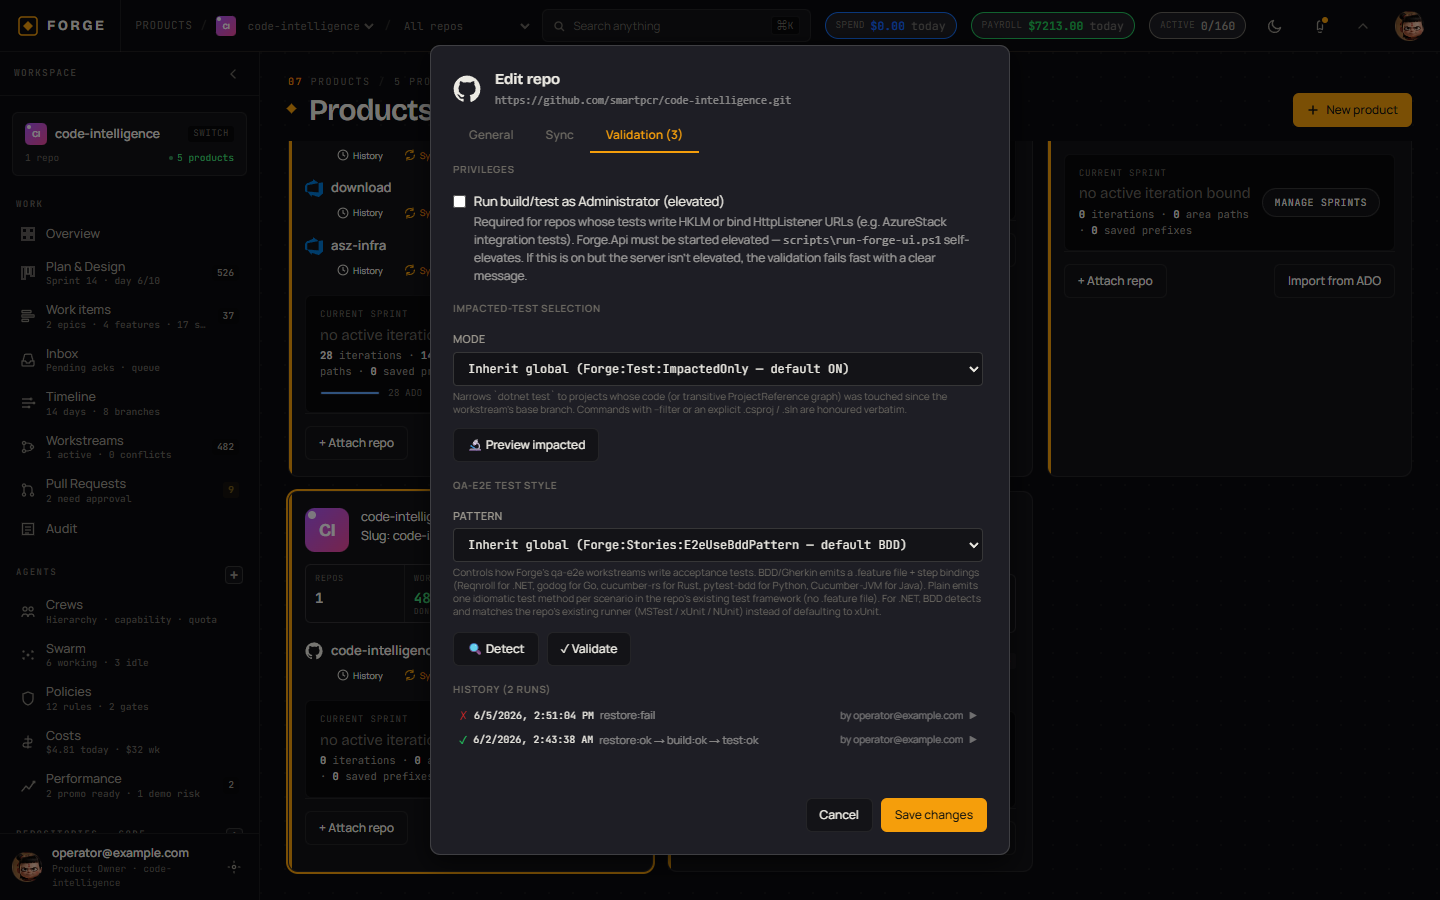 FORGE
PRODUCTS / CI code-intelligence / All repos
Search anything ⌘K
SPEND $0.00 today
PAYROLL $7213.00 today
ACTIVE 0/160
WORKSPACE
CI code-intelligence SWITCH
1 repo • 5 products
WORK
Overview
Plan & Design 526
Sprint 14 · day 6/10
Work items 37
2 epics · 4 features · 17 s…
Inbox
Pending acks · queue
Timeline
14 days · 8 branches
Workstreams 482
1 active · 0 conflicts
Pull Requests 9
2 need approval
Audit
AGENTS +
Crews
Hierarchy · capability · quota
Swarm
6 working · 3 idle
Policies
12 rules · 2 gates
Costs
$4.81 today · $32 wk
Performance 2
2 promo ready · 1 demo risk
operator@example.com
Product Owner · code-
intelligence
07 PRODUCTS / 5 PRO
Products
+ New product
History Sy
download
History Sy
asz-infra
History Sy
CURRENT SPRINT
no active iteratio
28 iterations · 14
paths · 0 saved p
28 ADO
+ Attach repo
CI code-intellig
Slug: code-i
REPOS WOR
1 48
DON
code-intelligenc
History Sy
CURRENT SPRINT
no active iteratio
0 iterations · 0 a
· 0 saved prefixes
+ Attach repo
CURRENT SPRINT
no active iteration bound
0 iterations · 0 area paths
· 0 saved prefixes
MANAGE SPRINTS
+ Attach repo
Import from ADO
Edit repo
https://github.com/smartpcr/code-intelligence.git
General Sync Validation (3)
PRIVILEGES
Run build/test as Administrator (elevated)
Required for repos whose tests write HKLM or bind HttpListener URLs (e.g. AzureStack
integration tests). Forge.Api must be started elevated — scripts\run-forge-ui.ps1 self-
elevates. If this is on but the server isn't elevated, the validation fails fast with a clear
message.
IMPACTED-TEST SELECTION
MODE
Inherit global (Forge:Test:ImpactedOnly — default ON)
Narrows `dotnet test` to projects whose code (or transitive ProjectReference graph) was touched since the
workstream's base branch. Commands with --filter or an explicit .csproj / .sln are honoured verbatim.
Preview impacted
QA-E2E TEST STYLE
PATTERN
Inherit global (Forge:Stories:E2eUseBddPattern — default BDD)
Controls how Forge's qa-e2e workstreams write acceptance tests. BDD/Gherkin emits a .feature file + step bindings
(Reqnroll for .NET, godog for Go, cucumber-rs for Rust, pytest-bdd for Python, Cucumber-JVM for Java). Plain emits
one idiomatic test method per scenario in the repo's existing test framework (no .feature file). For .NET, BDD detects
and matches the repo's existing runner (MSTest / xUnit / NUnit) instead of defaulting to xUnit.
Detect ✓ Validate
HISTORY (2 RUNS)
✗ 6/5/2026, 2:51:04 PM restore:fail by operator@example.com ▶
✓ 6/2/2026, 2:43:38 AM restore:ok → build:ok → test:ok by operator@example.com ▶
Cancel Save changes